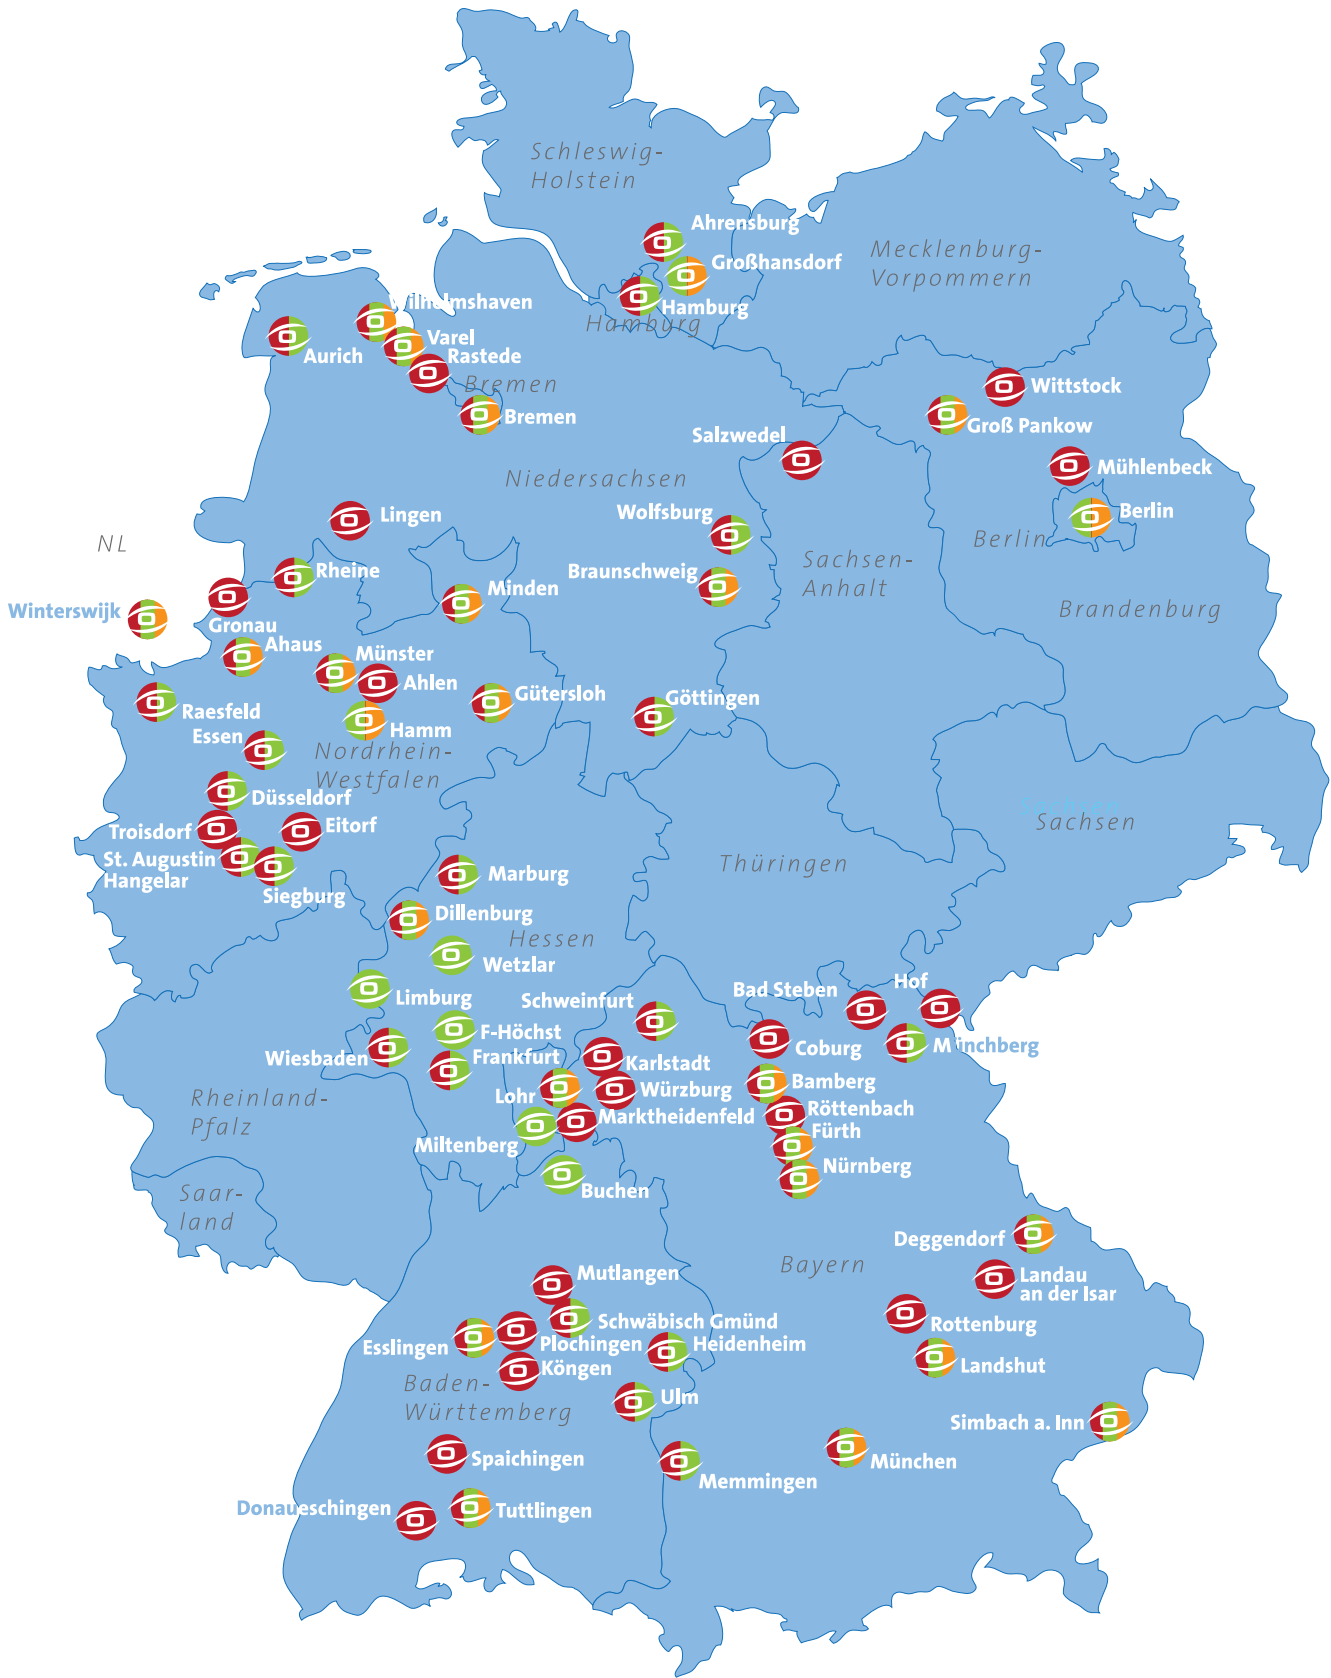 Schleswig-
Holstein
Ahrensburg
Großhansdorf
Mecklenburg-
Vorpommern
Hamburg
Hamburg
Wilhelmshaven
Varel
Aurich
Rastede
Bremen
Bremen
Wittstock
Groß Pankow
Salzwedel
Mühlenbeck
Niedersachsen
Lingen
Wolfsburg
Berlin
Berlin
NL
Sachsen-
Anhalt
Rheine
Braunschweig
Minden
Brandenburg
Winterswijk
Gronau
Ahaus
Münster
Ahlen
Gütersloh
Göttingen
Raesfeld
Essen
Hamm
Nordrhein-
Westfalen
Düsseldorf
Sachsen
Sachsen
Troisdorf
Eitorf
St. Augustin
Hangelar
Siegburg
Thüringen
Marburg
Dillenburg
Hessen
Wetzlar
Limburg
Bad Steben
Hof
Schweinfurt
F-Höchst
Wiesbaden
Frankfurt
Karlstadt
Coburg
Münchberg
Lohr
Würzburg
Bamberg
Rheinland-
Pfalz
Marktheidenfeld
Röttenbach
Fürth
Miltenberg
Nürnberg
Buchen
Saar-
land
Deggendorf
Bayern
Mutlangen
Landau
an der Isar
Schwäbisch Gmünd
Rottenburg
Esslingen
Plochingen
Heidenheim
Köngen
Landshut
Baden-
Württemberg
Ulm
Simbach a. Inn
Spaichingen
München
Memmingen
Donaueschingen
Tuttlingen